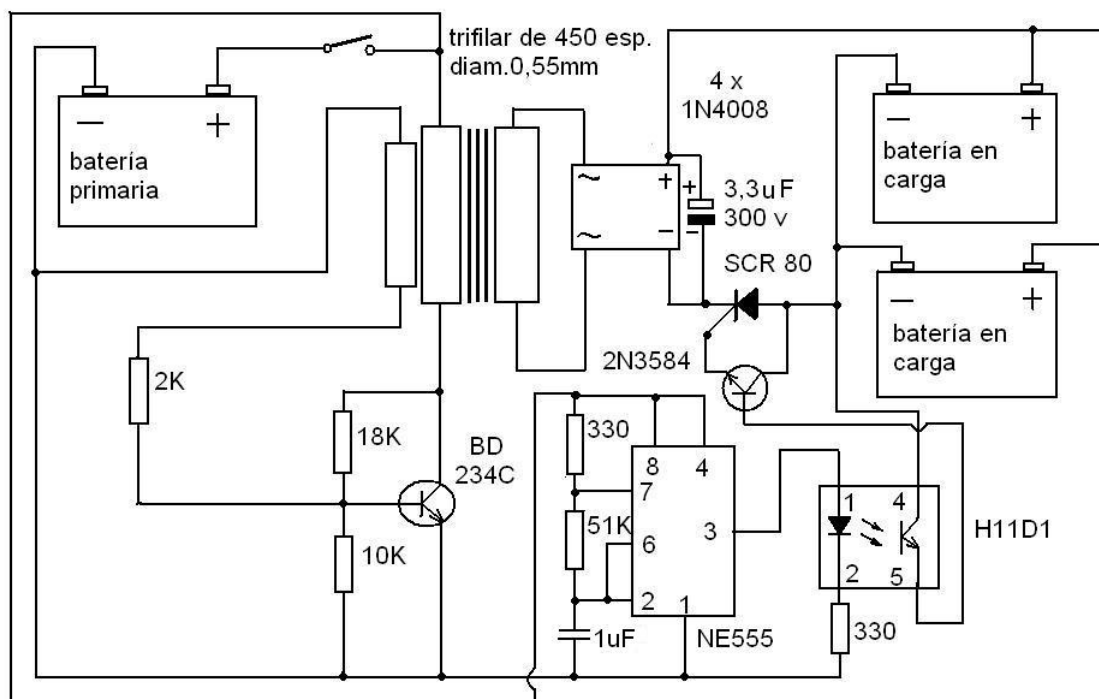 trifilar de 450 esp.
diam.0,55mm
4 x
1N4008
−
+
batería
primaria
−
+
batería en
carga
~
+
~
−
+
−
3,3uF
300 v
SCR 80
−
+
batería en
carga
2N3584
2K
18K
BD
234C
330
8
4
7
51K
6
3
2
1
1uF
NE555
1
4
2
5
H11D1
10K
330